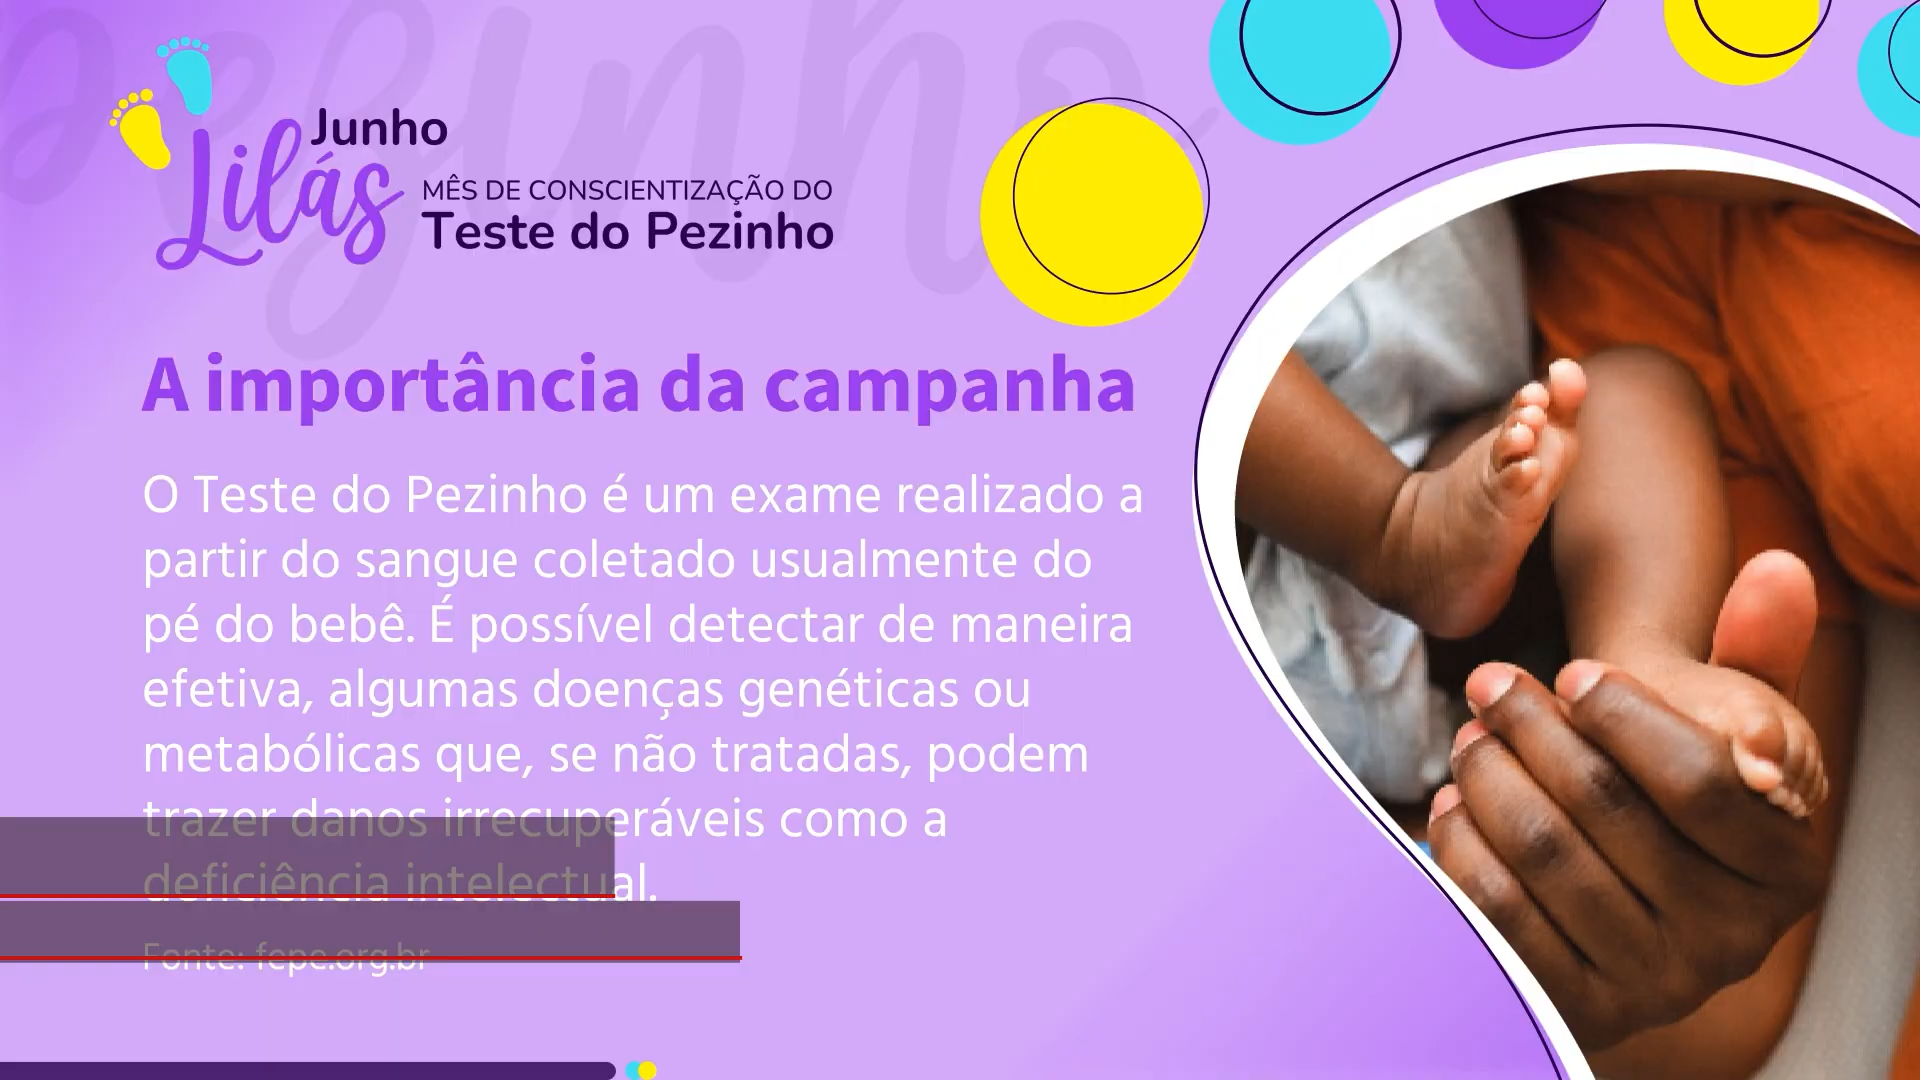 Pezinho
Junho
Lilás
MÊS DE CONSCIENTIZAÇÃO DO
Teste do Pezinho
A importância da campanha
O Teste do Pezinho é um exame realizado a
partir do sangue coletado usualmente do
pé do bebê. É possível detectar de maneira
efetiva, algumas doenças genéticas ou
metabólicas que, se não tratadas, podem
trazer danos irrecuperáveis como a
deficiência intelectual.
Fonte: fepe.org.br